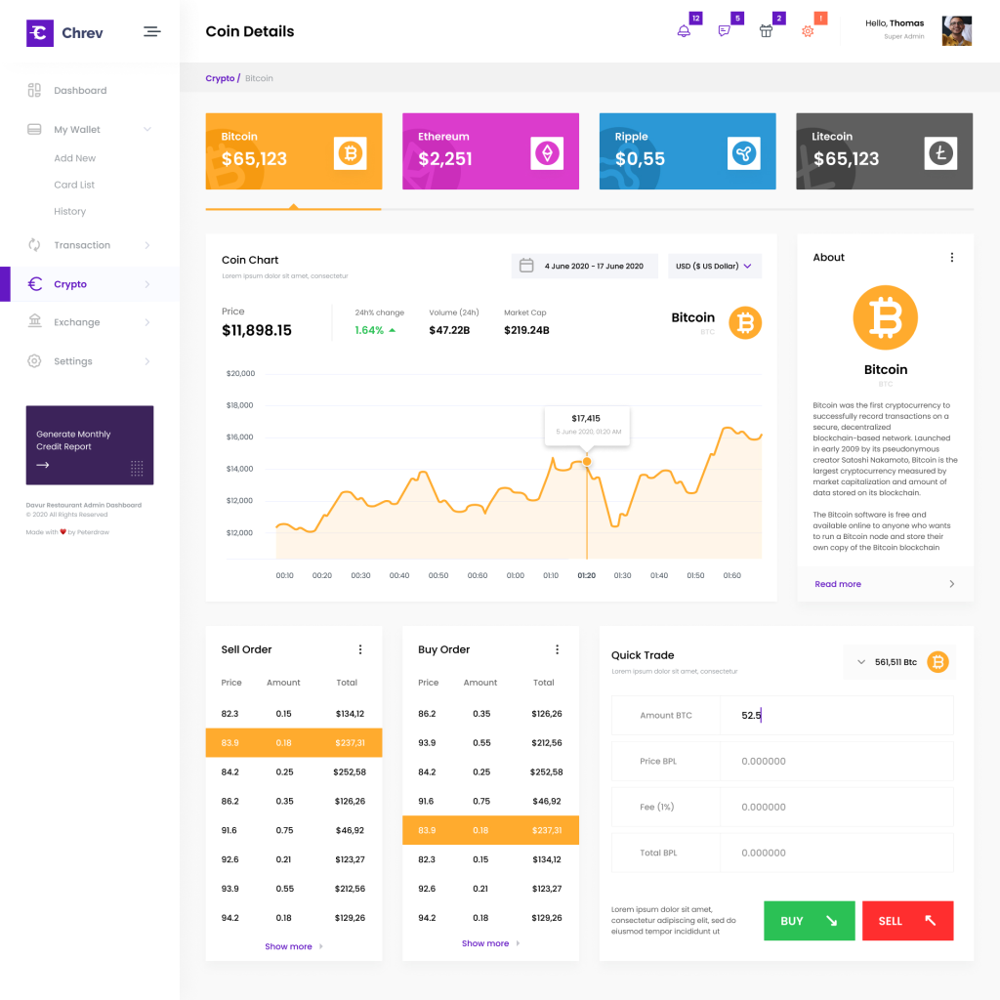 Chrev
Coin Details
12
5
2
!
Hello, Thomas
Super Admin
Crypto / Bitcoin
Dashboard
My Wallet
Add New
Card List
History
Transaction
Crypto
Exchange
Settings
Generate Monthly
Credit Report
Davur Restaurant Admin Dashboard
© 2020 All Rights Reserved
Made with ❤ by Peterdraw
Bitcoin
$65,123
Ethereum
$2,251
Ripple
$0,55
Litecoin
$65,123
Coin Chart
Lorem ipsum dolor sit amet, consectetur
4 June 2020 - 17 June 2020
USD ($ US Dollar)
Price
$11,898.15
24h% change
1.64%
Volume (24h)
$47.22B
Market Cap
$219.24B
Bitcoin
BTC
$20,000
$18,000
$16,000
$14,000
$12,000
$12,000
$17,415
5 June 2020, 01:20 AM
00:10 00:20 00:30 00:40 00:50 00:60 01:00 01:10 01:20 01:30 01:40 01:50 01:60
About
Bitcoin
BTC
Bitcoin was the first cryptocurrency to
successfully record transactions on a
secure, decentralized
blockchain-based network. Launched
in early 2009 by its pseudonymous
creator Satoshi Nakamoto, Bitcoin is the
largest cryptocurrency measured by
market capitalization and amount of
data stored on its blockchain.
The Bitcoin software is free and
available online to anyone who wants
to run a Bitcoin node and store their
own copy of the Bitcoin blockchain
Read more
Sell Order
Price Amount Total
82.3 0.15 $134,12
83.9 0.18 $237,31
84.2 0.25 $252,58
86.2 0.35 $126,26
91.6 0.75 $46,92
92.6 0.21 $123,27
93.9 0.55 $212,56
94.2 0.18 $129,26
Show more
Buy Order
Price Amount Total
86.2 0.35 $126,26
93.9 0.55 $212,56
84.2 0.25 $252,58
91.6 0.75 $46,92
83.9 0.18 $237,31
82.3 0.15 $134,12
92.6 0.21 $123,27
94.2 0.18 $129,26
Show more
Quick Trade
Lorem ipsum dolor sit amet, consectetur
561,511 Btc
Amount BTC 52.5
Price BPL 0.000000
Fee (1%) 0.000000
Total BPL 0.000000
Lorem ipsum dolor sit amet,
consectetur adipiscing elit, sed do
eiusmod tempor incididunt ut
BUY
SELL